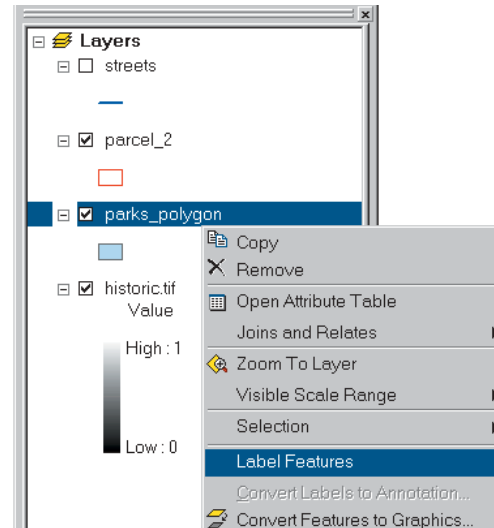 Layers
streets
parcel_2
parks_polygon
historic.tif
Value
High : 1
Low : 0
Copy
Remove
Open Attribute Table
Joins and Relates
Zoom To Layer
Visible Scale Range
Selection
Label Features
Convert Labels to Annotation...
Convert Features to Graphics...